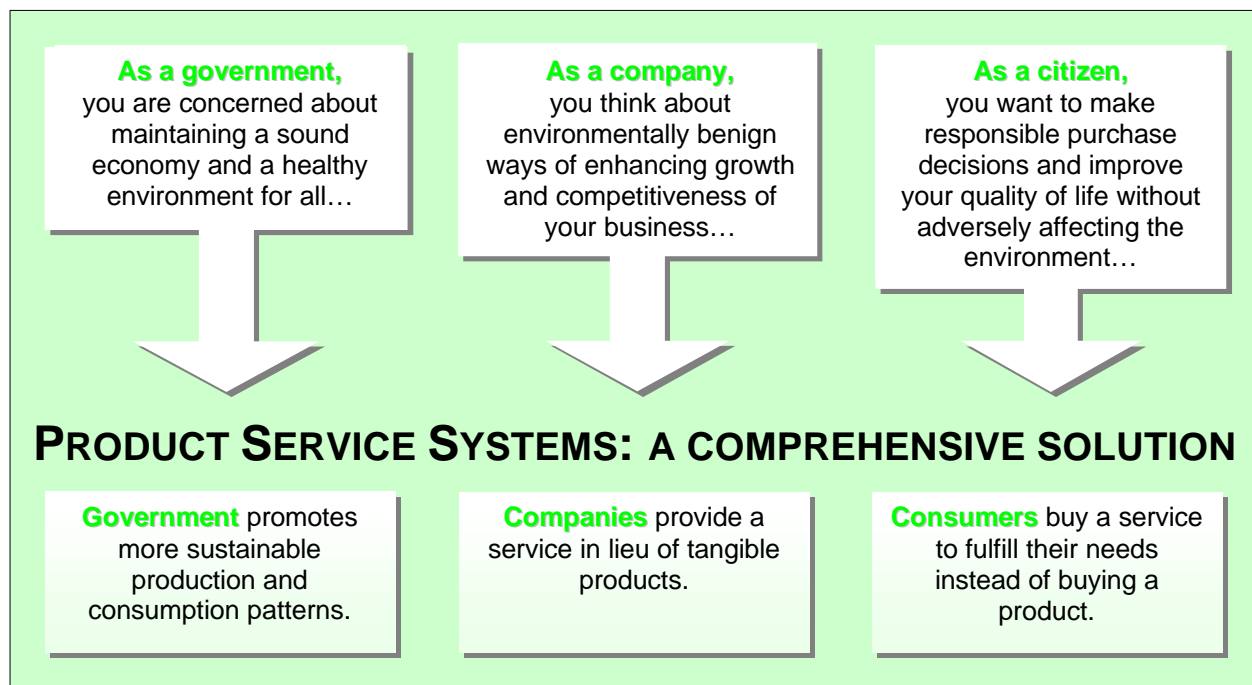 As a government,
you are concerned about
maintaining a sound
economy and a healthy
environment for all…
As a company,
you think about
environmentally benign
ways of enhancing growth
and competitiveness of
your business…
As a citizen,
you want to make
responsible purchase
decisions and improve
your quality of life without
adversely affecting the
environment…
PRODUCT SERVICE SYSTEMS: A COMPREHENSIVE SOLUTION
Government promotes
more sustainable
production and
consumption patterns.
Companies provide a
service in lieu of tangible
products.
Consumers buy a service
to fulfill their needs
instead of buying a
product.